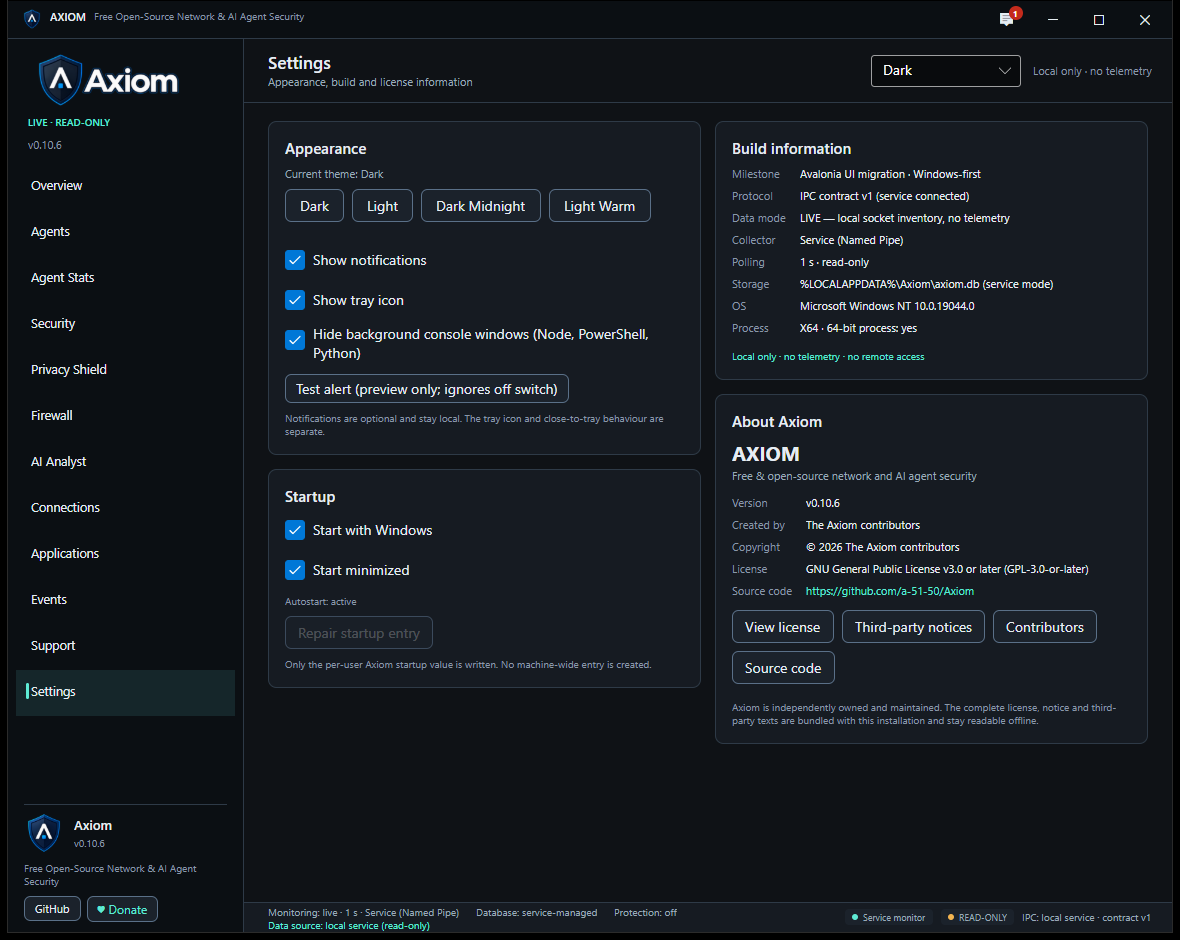 AXIOM Free Open-Source Network & AI Agent Security
1
Axiom
LIVE · READ-ONLY
v0.10.6
Overview
Agents
Agent Stats
Security
Privacy Shield
Firewall
AI Analyst
Connections
Applications
Events
Support
Settings
Axiom
v0.10.6
Free Open-Source Network & AI Agent
Security
GitHub
Donate
Settings
Appearance, build and license information
Dark
Local only · no telemetry
Appearance
Current theme: Dark
Dark
Light
Dark Midnight
Light Warm
Show notifications
Show tray icon
Hide background console windows (Node, PowerShell,
Python)
Test alert (preview only; ignores off switch)
Notifications are optional and stay local. The tray icon and close-to-tray behaviour are
separate.
Startup
Start with Windows
Start minimized
Autostart: active
Repair startup entry
Only the per-user Axiom startup value is written. No machine-wide entry is created.
Build information
Milestone Avalonia UI migration · Windows-first
Protocol IPC contract v1 (service connected)
Data mode LIVE — local socket inventory, no telemetry
Collector Service (Named Pipe)
Polling 1 s · read-only
Storage %LOCALAPPDATA%\Axiom\axiom.db (service mode)
OS Microsoft Windows NT 10.0.19044.0
Process X64 · 64-bit process: yes
Local only · no telemetry · no remote access
About Axiom
AXIOM
Free & open-source network and AI agent security
Version v0.10.6
Created by The Axiom contributors
Copyright © 2026 The Axiom contributors
License GNU General Public License v3.0 or later (GPL-3.0-or-later)
Source code https://github.com/a-51-50/Axiom
View license
Third-party notices
Contributors
Source code
Axiom is independently owned and maintained. The complete license, notice and third-
party texts are bundled with this installation and stay readable offline.
Monitoring: live · 1 s · Service (Named Pipe) Database: service-managed Protection: off
Data source: local service (read-only)
Service monitor
READ-ONLY
IPC: local service · contract v1